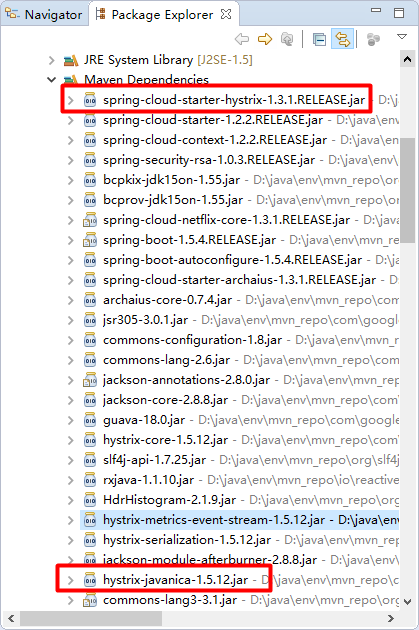 Navigator Package Explorer
JRE System Library [J2SE-1.5]
Maven Dependencies
spring-cloud-starter-hystrix-1.3.1.RELEASE.jar - D:\j
spring-cloud-starter-1.2.2.RELEASE.jar - D:\java\env
spring-cloud-context-1.2.2.RELEASE.jar - D:\java\en
spring-security-rsa-1.0.3.RELEASE.jar - D:\java\env\
bcpkix-jdk15on-1.55.jar - D:\java\env\mvn_repo\org
bcprov-jdk15on-1.55.jar - D:\java\env\mvn_repo\org
spring-cloud-netflix-core-1.3.1.RELEASE.jar - D:\java
spring-boot-1.5.4.RELEASE.jar - D:\java\env\mvn_re
spring-boot-autoconfigure-1.5.4.RELEASE.jar - D:\jav
spring-cloud-starter-archaius-1.3.1.RELEASE.jar - D:\
archaius-core-0.7.4.jar - D:\java\env\mvn_repo\com
jsr305-3.0.1.jar - D:\java\env\mvn_repo\com\google
commons-configuration-1.8.jar - D:\java\env\mvn_re
commons-lang-2.6.jar - D:\java\env\mvn_repo\com
jackson-annotations-2.8.0.jar - D:\java\env\mvn_rep
jackson-core-2.8.8.jar - D:\java\env\mvn_repo\com\
guava-18.0.jar - D:\java\env\mvn_repo\com\google
hystrix-core-1.5.12.jar - D:\java\env\mvn_repo\com
slf4j-api-1.7.25.jar - D:\java\env\mvn_repo\org\slf
rxjava-1.1.10.jar - D:\java\env\mvn_repo\io\reactive
HdrHistogram-2.1.9.jar - D:\java\env\mvn_repo\org
hystrix-metrics-event-stream-1.5.12.jar - D:\java\env
hystrix-serialization-1.5.12.jar - D:\java\env\mvn_re
jackson-module-afterburner-2.8.8.jar - D:\java\env\
hystrix-javanica-1.5.12.jar - D:\java\env\mvn_repo\c
commons-lang3-3.1.jar - D:\java\env\mvn_repo\org